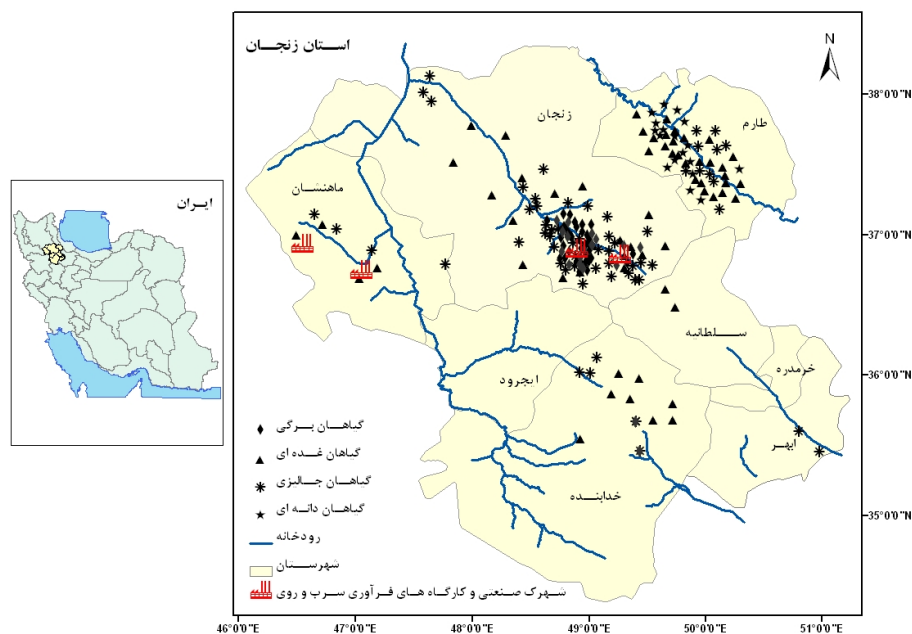 استان زنجان
N
38°0'0"N
37°0'0"N
36°0'0"N
35°0'0"N
زنجان
طارم
ماهنشان
سلطانیه
خرمدره
ایجرود
ابهر
خدابنده
ایران
گیاهان برگی
گیاهان غده ای
گیاهان جالیزی
گیاهان دانه ای
رودخانه
شهرستان
شهرک صنعتی و کارگاه های فرآوری سرب و روی
46°0'0"E
47°0'0"E
48°0'0"E
49°0'0"E
50°0'0"E
51°0'0"E